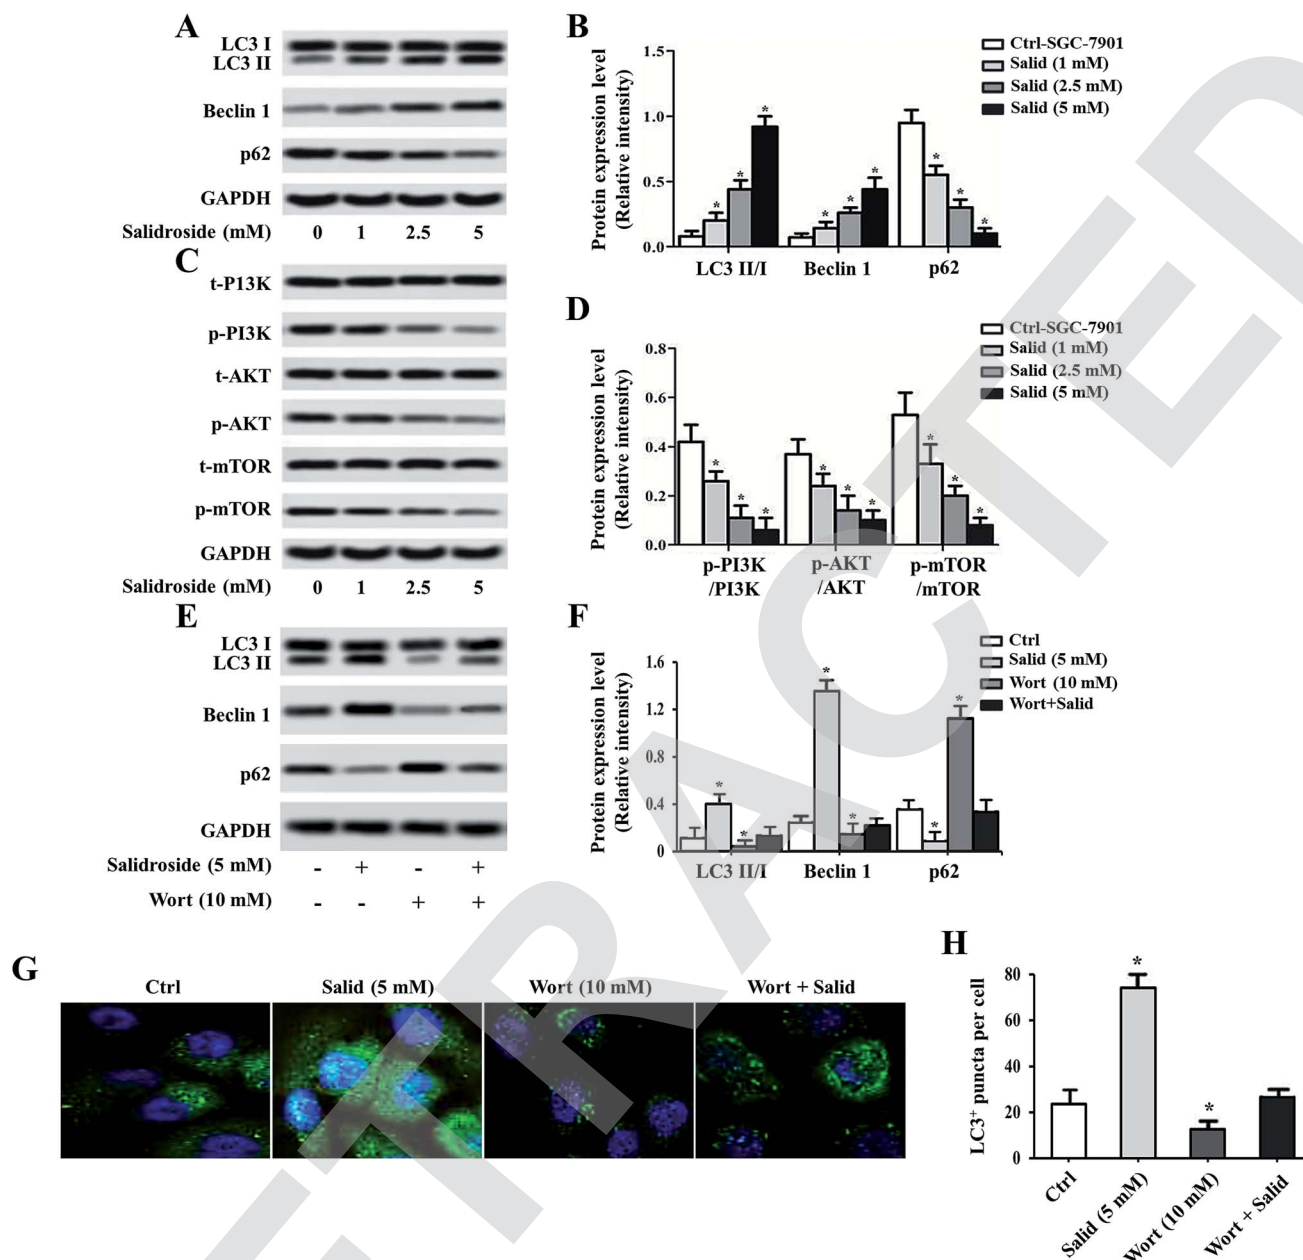 A
LC3 I
LC3 II
Beclin 1
p62
GAPDH
Salidroside (mM) 0 1 2.5 5
B
Protein expression level
(Relative intensity)
1.5
1.0
0.5
0.0
* * * * * * * * *
LC3 II/I Beclin 1 p62
Ctrl-SGC-7901
Salid (1 mM)
Salid (2.5 mM)
Salid (5 mM)
C
t-P13K
p-PI3K
t-AKT
p-AKT
t-mTOR
p-mTOR
GAPDH
Salidroside (mM) 0 1 2.5 5
D
Protein expression level
(Relative intensity)
0.8
0.6
0.4
0.2
0.0
* * * * * * * * *
p-PI3K p-AKT p-mTOR
/PI3K /AKT /mTOR
Ctrl-SGC-7901
Salid (1 mM)
Salid (2.5 mM)
Salid (5 mM)
E
LC3 I
LC3 II
Beclin 1
p62
GAPDH
Salidroside (5 mM) - + - +
Wort (10 mM) - - + +
F
Protein expression level
(Relative intensity)
1.6
1.2
0.8
0.4
0
* * * * * *
LC3 II/I Beclin 1 p62
Ctrl
Salid (5 mM)
Wort (10 mM)
Wort+Salid
G
Ctrl Salid (5 mM) Wort (10 mM) Wort + Salid
H
LC3+ puncta per cell
80
60
40
20
0
* *
Ctrl
Salid (5 mM)
Wort (10 mM)
Wort + Salid
ETRACTED